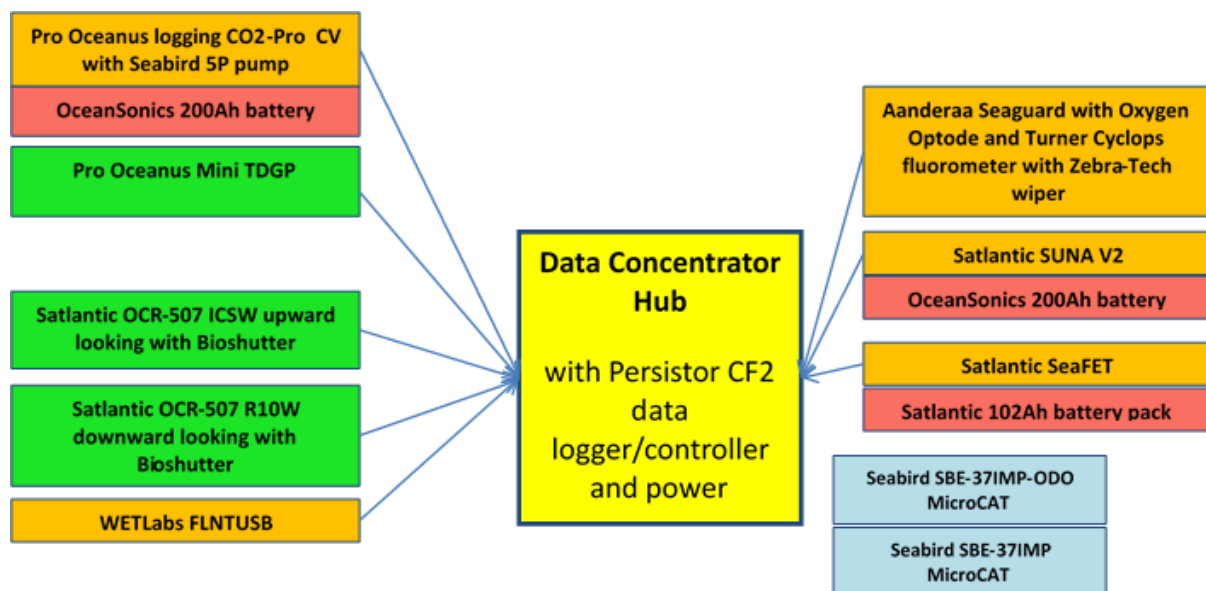 Pro Oceanus logging CO2-Pro CV
with Seabird 5P pump
OceanSonics 200Ah battery
Pro Oceanus Mini TDGP
Satlantic OCR-507 ICSW upward
looking with Bioshutter
Satlantic OCR-507 R10W
downward looking with
Bioshutter
WETLabs FLNTUSB
Data Concentrator
Hub
with Persistor CF2
data
logger/controller
and power
Aanderaa Seaguard with Oxygen
Optode and Turner Cyclops
fluorometer with Zebra-Tech
wiper
Satlantic SUNA V2
OceanSonics 200Ah battery
Satlantic SeaFET
Satlantic 102Ah battery pack
Seabird SBE-37IMP-ODO
MicroCAT
Seabird SBE-37IMP
MicroCAT